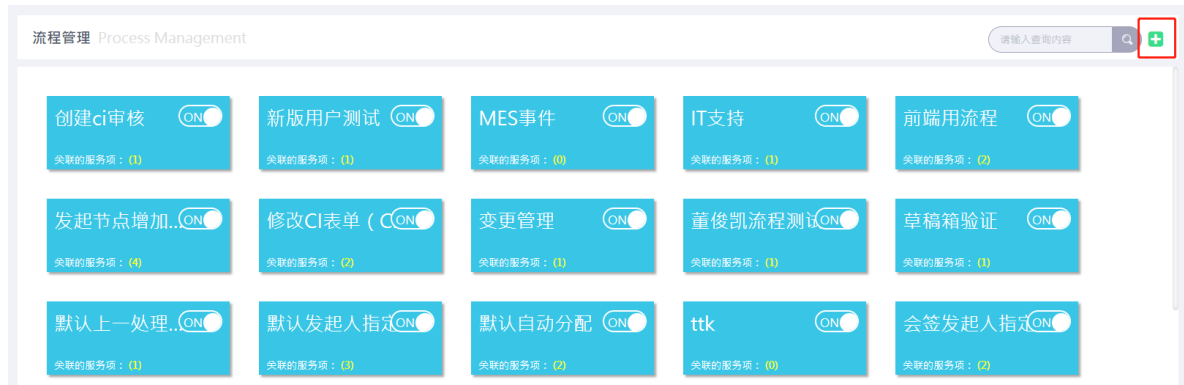 流程管理 Process Management
请输入查询内容
创建ci审核 ON
新版用户测试 ON
MES事件 ON
IT支持 ON
前端用流程 ON
关联的服务项： (1)
关联的服务项： (1)
关联的服务项： (0)
关联的服务项： (1)
关联的服务项： (2)
发起节点增加... ON
修改CI表单（C ON
变更管理 ON
董俊凯流程测试 ON
草稿箱验证 ON
关联的服务项： (4)
关联的服务项： (2)
关联的服务项： (1)
关联的服务项： (1)
关联的服务项： (1)
默认上一处理... ON
默认发起人指定 ON
默认自动分配 ON
ttk ON
会签发起人指定 ON
关联的服务项： (1)
关联的服务项： (3)
关联的服务项： (2)
关联的服务项： (0)
关联的服务项： (2)